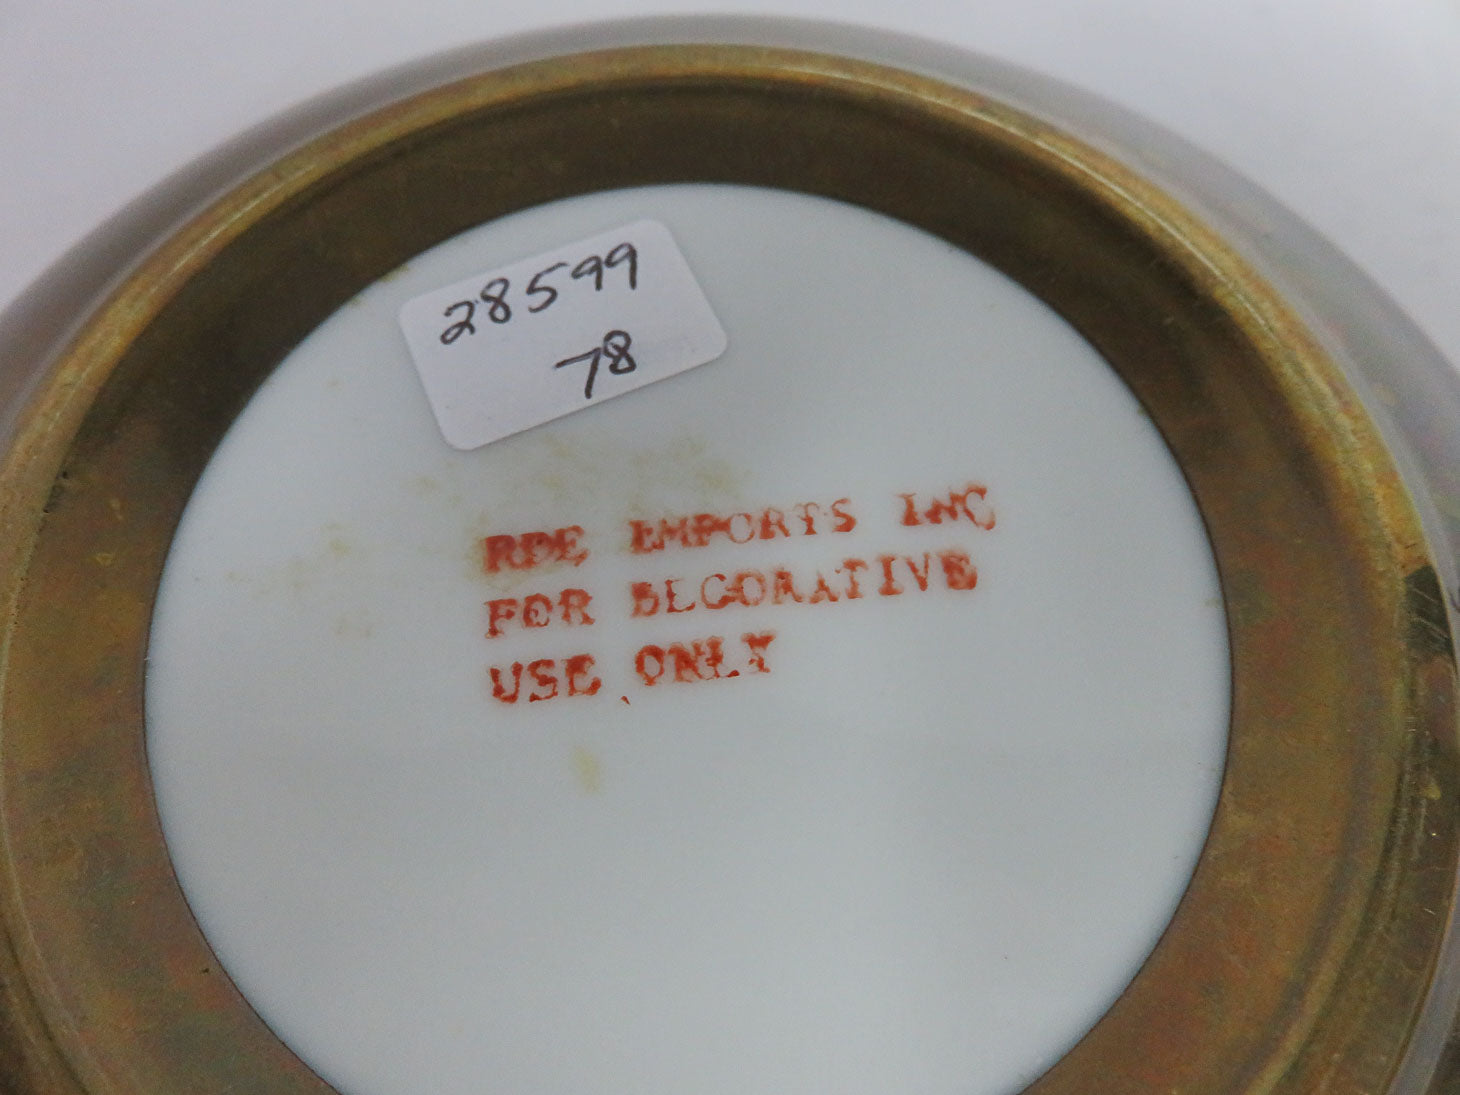 28599
78
RDE IMPORTS INC
FOR DECORATIVE
USE ONLY